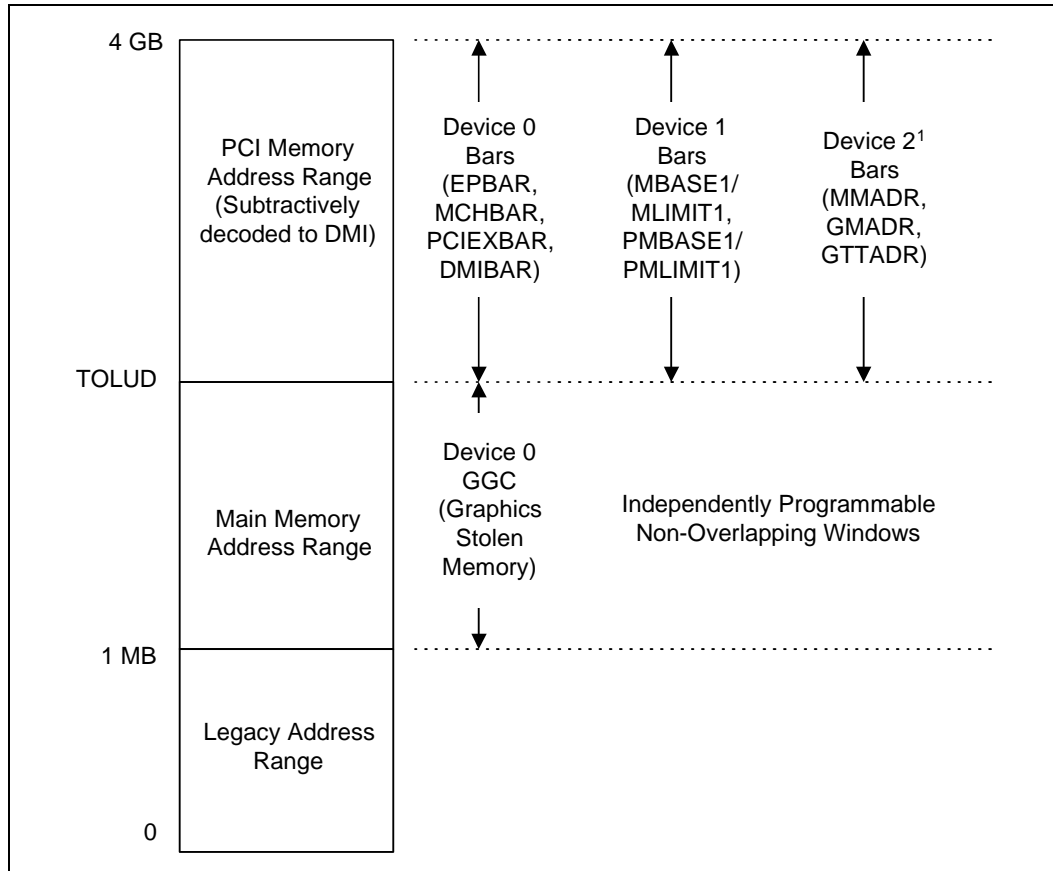 4 GB
PCI Memory
Address Range
(Subtractively
decoded to DMI)
Device 0
Bars
(EPBAR,
MCHBAR,
PCIEXBAR,
DMIBAR)
Device 1
Bars
(MBASE1/
MLIMIT1,
PMBASE1/
PMLIMIT1)
Device 2¹
Bars
(MMADR,
GMADR,
GTTADR)
TOLUD
Main Memory
Address Range
Device 0
GGC
(Graphics
Stolen
Memory)
Independently Programmable
Non-Overlapping Windows
1 MB
Legacy Address
Range
0